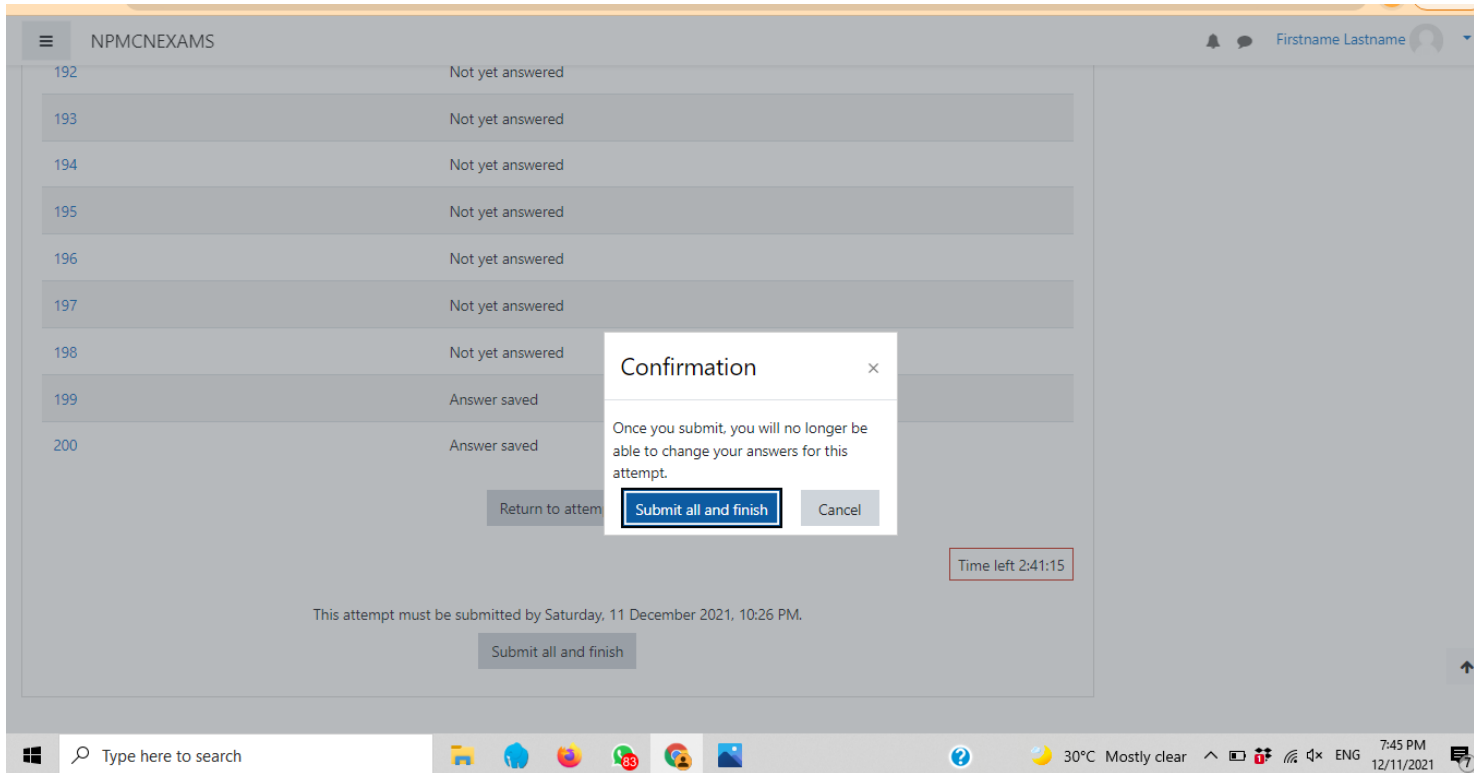 NPMCNEXAMS
Firstname Lastname
192 Not yet answered
193 Not yet answered
194 Not yet answered
195 Not yet answered
196 Not yet answered
197 Not yet answered
198 Not yet answered
199 Answer saved
200 Answer saved
Confirmation ×
Once you submit, you will no longer be
able to change your answers for this
attempt.
Return to attem
Submit all and finish Cancel
Time left 2:41:15
This attempt must be submitted by Saturday, 11 December 2021, 10:26 PM.
Submit all and finish
Type here to search
83
30°C Mostly clear
1
ENG
7:45 PM
12/11/2021
7